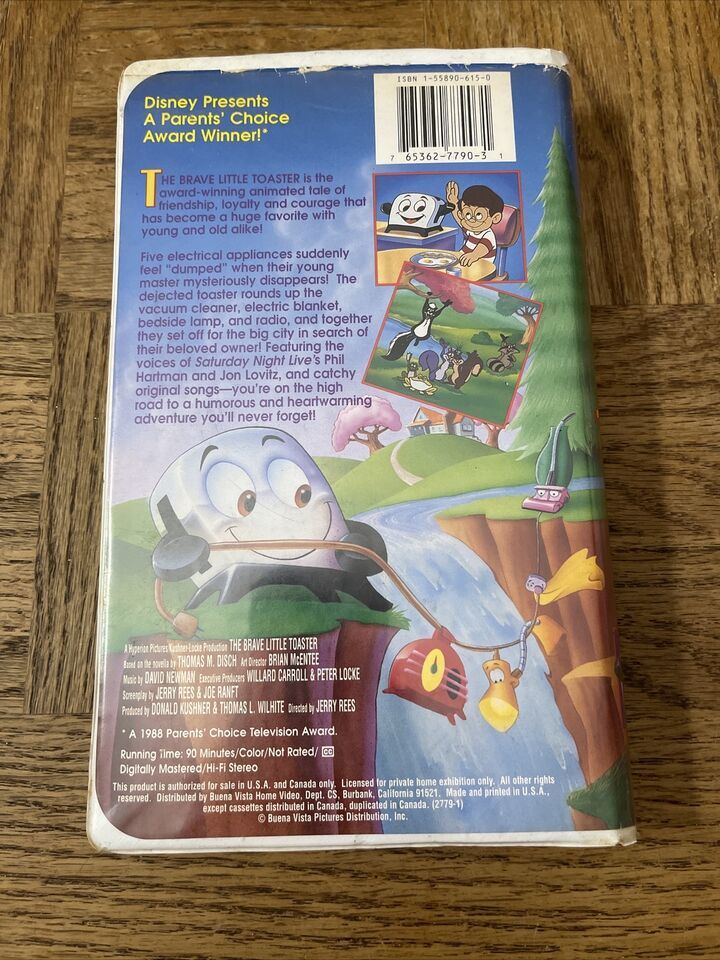 Disney Presents
A Parents' Choice
Award Winner!*
ISBN 1-55890-615-0
7 65362-7790-3 1
THE BRAVE LITTLE TOASTER is the
award-winning animated tale of
friendship, loyalty and courage that
has become a huge favorite with
young and old alike!
Five electrical appliances suddenly
feel "dumped" when their young
master mysteriously disappears! The
dejected toaster rounds up the
vacuum cleaner, electric blanket,
bedside lamp, and radio, and together
they set off for the big city in search of
their beloved owner! Featuring the
voices of Saturday Night Live's Phil
Hartman and Jon Lovitz, and catchy
original songs—you're on the high
road to a humorous and heartwarming
adventure you'll never forget!
A Hyperion Pictures Kushner-Locke Production THE BRAVE LITTLE TOASTER
Based on the novella by THOMAS M. DISCH Art Director BRIAN McENTEE
Music by DAVID NEWMAN Executive Producers WILLARD CARROLL & PETER LOCKE
Screenplay by JERRY REES & JOE RANFT
Produced by DONALD KUSHNER & THOMAS L. WILHITE Directed by JERRY REES
* A 1988 Parents' Choice Television Award.
Running Time: 90 Minutes/Color/Not Rated/ CC
Digitally Mastered/Hi-Fi Stereo
This product is authorized for sale in U.S.A. and Canada only. Licensed for private home exhibition only. All other rights
reserved. Distributed by Buena Vista Home Video, Dept. CS, Burbank, California 91521. Made and printed in U.S.A.,
except cassettes distributed in Canada, duplicated in Canada. (2779-1)
© Buena Vista Pictures Distribution, Inc.